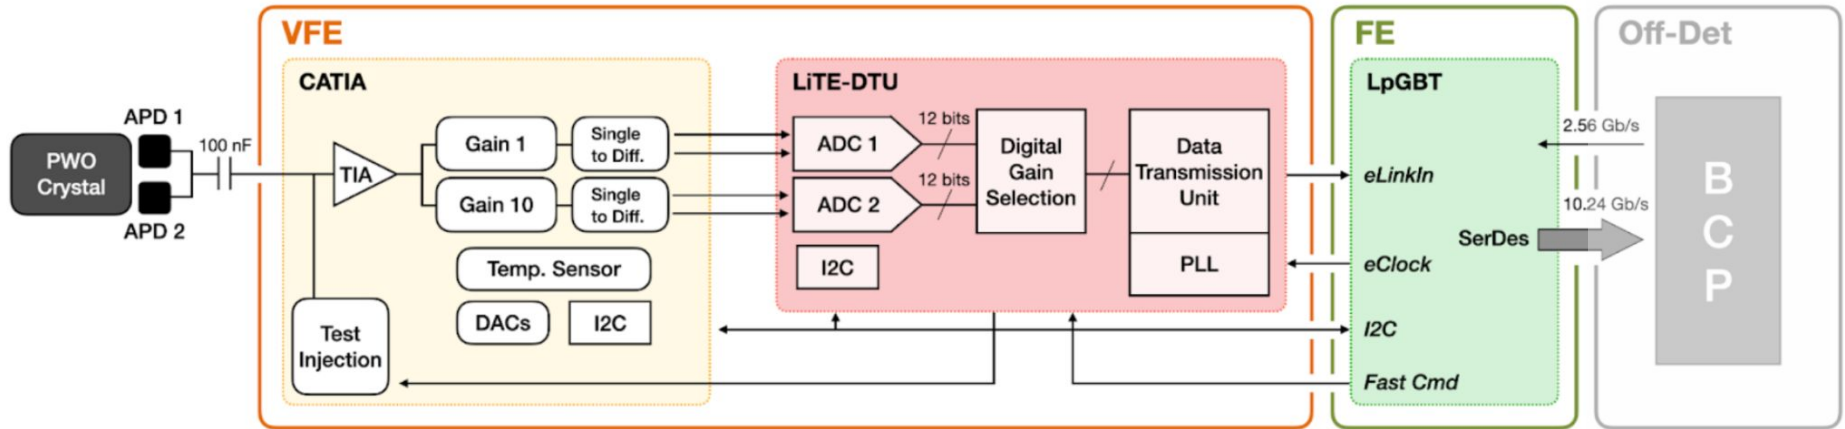 VFE
FE
Off-Det
CATIA
LiTE-DTU
LpGBT
APD 1
APD 2
PWO
Crystal
100 nF
TIA
Gain 1
Single
to Diff.
Gain 10
Single
to Diff.
Temp. Sensor
DACs
I2C
Test
Injection
ADC 1
12 bits
ADC 2
12 bits
I2C
Digital
Gain
Selection
Data
Transmission
Unit
PLL
eLinkIn
SerDes
eClock
I2C
Fast Cmd
2.56 Gb/s
10.24 Gb/s
B
C
P